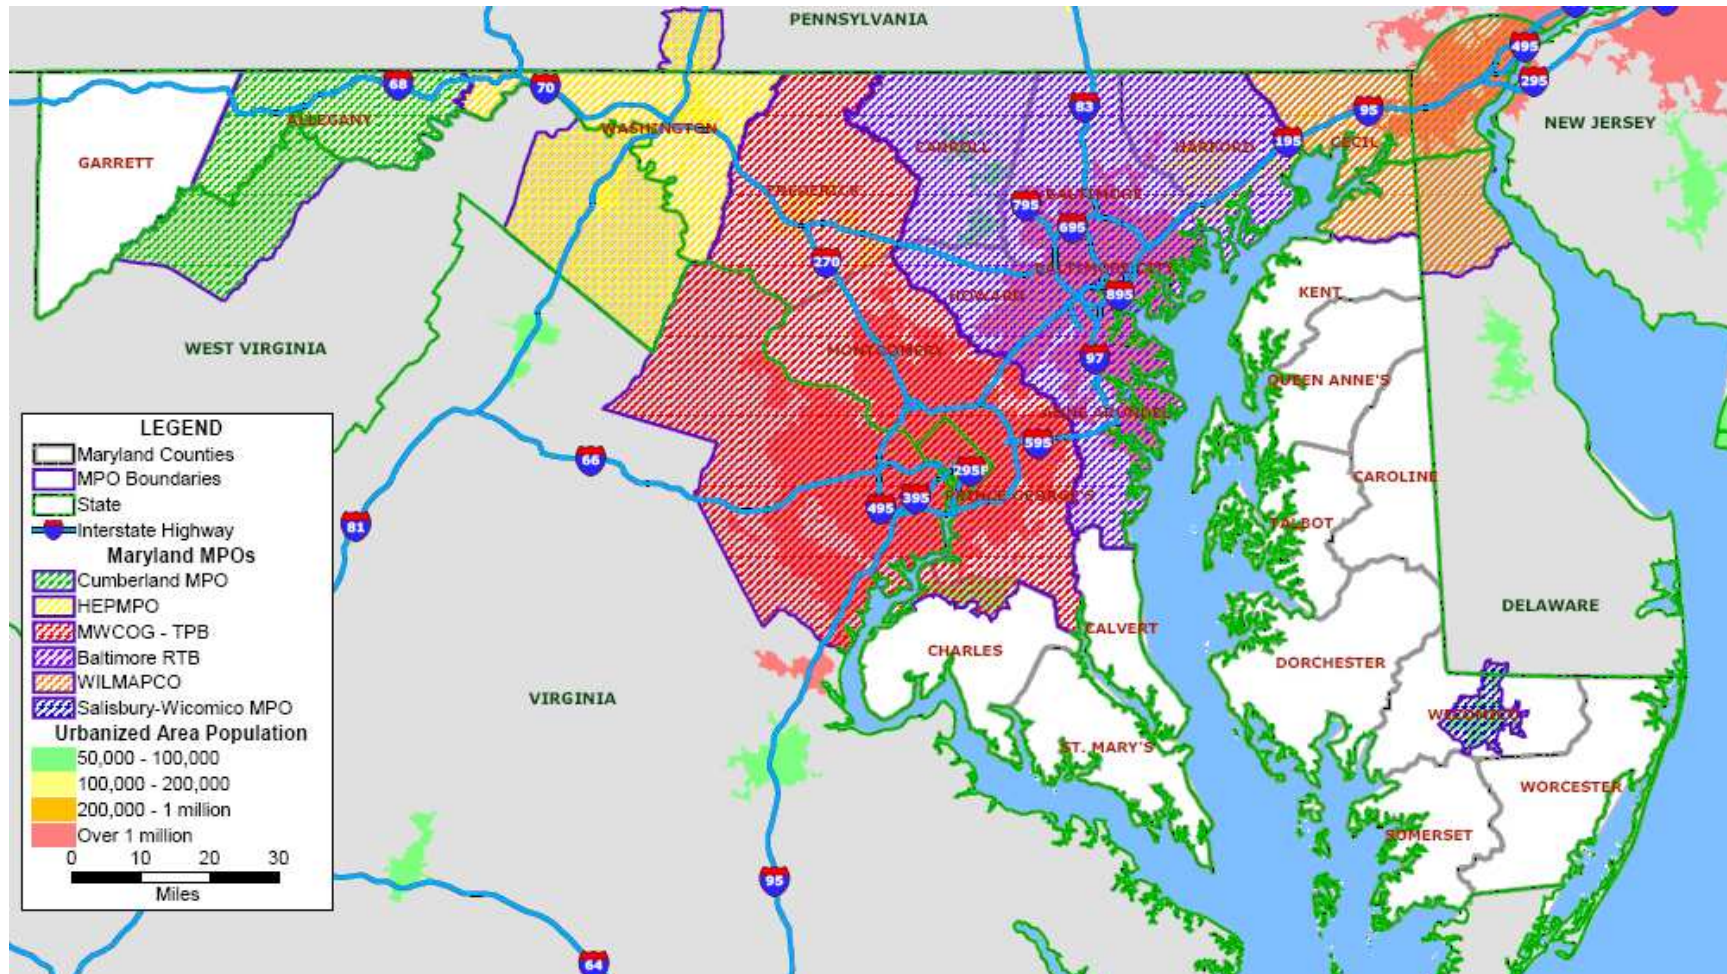 PENNSYLVANIA
495
295
68
70
83
95
ALLEGANY
WASHINGTON
NEW JERSEY
GARRETT
CARROLL
HARFORD
195
CECIL
FREDERICK
BALTIMORE
795
695
270
BALTIMORE CITY
HOWARD
895
KENT
WEST VIRGINIA
MONTGOMERY
97
QUEEN ANNE'S
ANNE ARUNDEL
595
66
295P
CAROLINE
395
PRINCE GEORGE'S
495
81
TALBOT
DELAWARE
CALVERT
CHARLES
DORCHESTER
VIRGINIA
WICOMICO
ST. MARY'S
WORCESTER
SOMERSET
95
64
LEGEND
Maryland Counties
MPO Boundaries
State
Interstate Highway
Maryland MPOs
Cumberland MPO
HEPMPO
MWCOG - TPB
Baltimore RTB
WILMAPCO
Salisbury-Wicomico MPO
Urbanized Area Population
50,000 - 100,000
100,000 - 200,000
200,000 - 1 million
Over 1 million
0 10 20 30
Miles